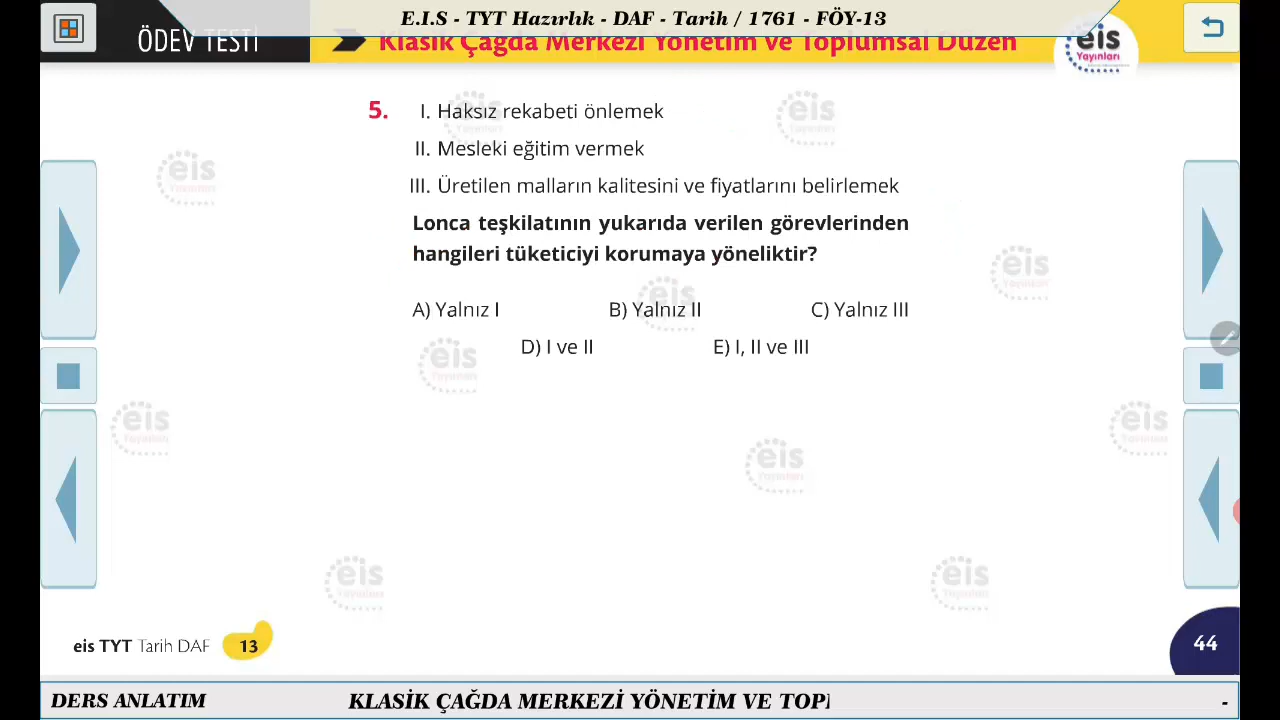 E.I.S - TYT Hazırlık - DAF - Tarih / 1761 - FÖY-13
ÖDEV TESTİ
Klasik Çağda Merkezi Yönetim ve Toplumsal Düzen
eis
Yayınları
5. I. Haksız rekabeti önlemek
II. Mesleki eğitim vermek
III. Üretilen malların kalitesini ve fiyatlarını belirlemek
Lonca teşkilatının yukarıda verilen görevlerinden
hangileri tüketiciyi korumaya yöneliktir?
A) Yalnız I B) Yalnız II C) Yalnız III
D) I ve II E) I, II ve III
eis TYT Tarih DAF 13
44
DERS ANLATIM KLASİK ÇAĞDA MERKEZİ YÖNETİM VE TOPI -